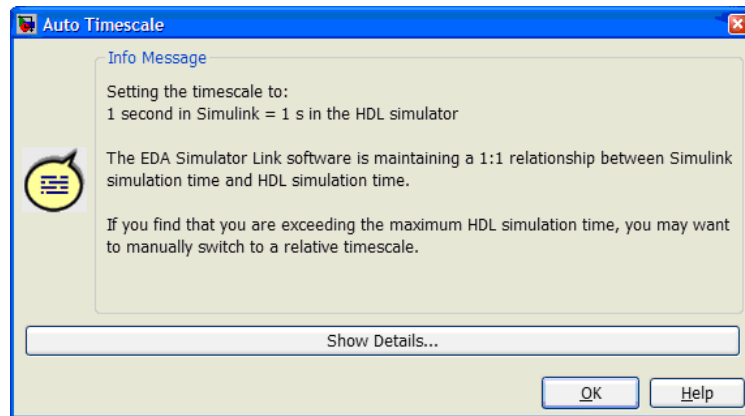 Auto Timescale
Info Message
Setting the timescale to:
1 second in Simulink = 1 s in the HDL simulator
The EDA Simulator Link software is maintaining a 1:1 relationship between Simulink
simulation time and HDL simulation time.
If you find that you are exceeding the maximum HDL simulation time, you may want
to manually switch to a relative timescale.
Show Details...
OK
Help